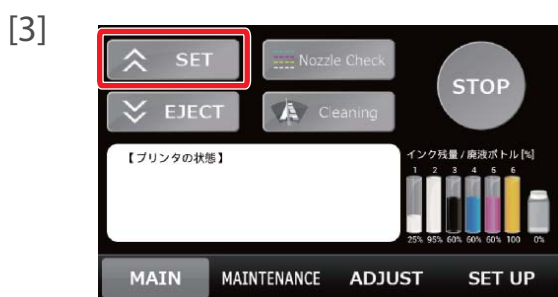 [3]
SET
Nozzle Check
STOP
EJECT
Cleaning
【プリンタの状態】
インク残量 / 廃液ボトル [%]
1 2 3 4 5 6
25% 95% 60% 60% 60% 100 0%
MAIN MAINTENANCE ADJUST SET UP